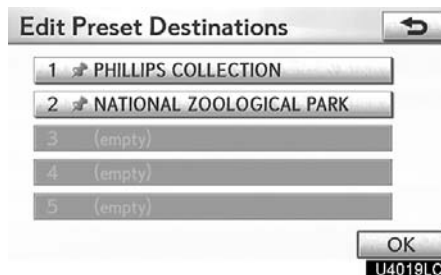 Edit Preset Destinations
1 PHILLIPS COLLECTION
2 NATIONAL ZOOLOGICAL PARK
3 (empty)
4 (empty)
5 (empty)
OK
U4019LC